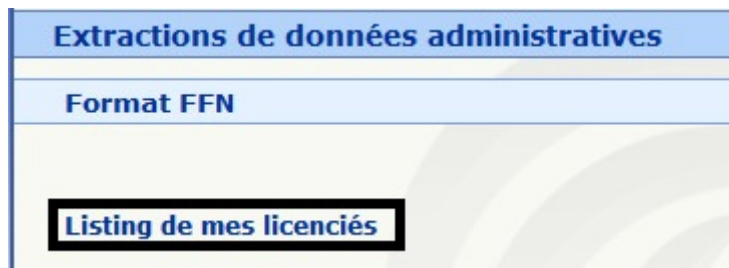 Extractions de données administratives
Format FFN
Listing de mes licenciés